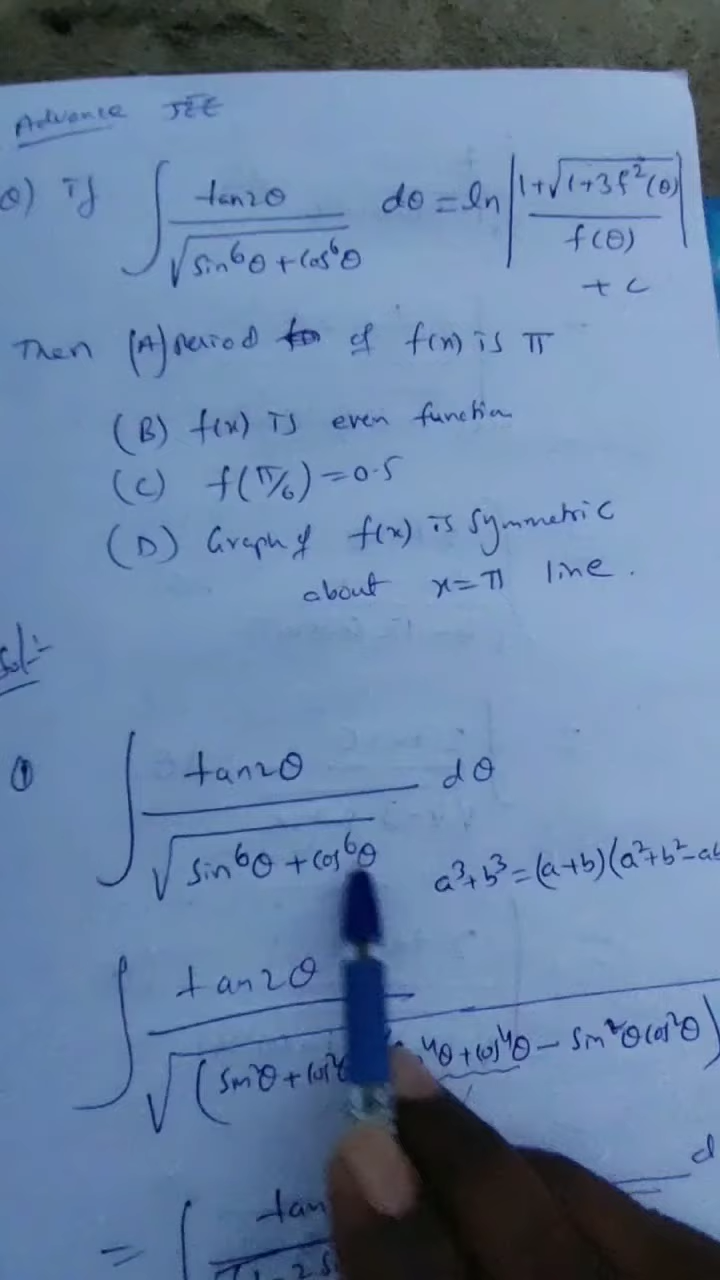 Advance JEE
Q) If ∫ tan2θ / √(sin⁶θ + cos⁶θ) dθ = ln |(1+√(1+3f²(θ))) / f(θ)| + c
Then (A) period of f(x) is π
(B) f(x) is even function
(C) f(π/6) = 0.5
(D) Graph of f(x) is symmetric
about x=π line.
Sol:-
① ∫ tan2θ / √(sin⁶θ + cos⁶θ) dθ
a³+b³=(a+b)(a²+b²-ab
∫ tan2θ / √((sin²θ + cos²θ ⁴θ + cos⁴θ - sin²θcos²θ)
d
= ∫ tan